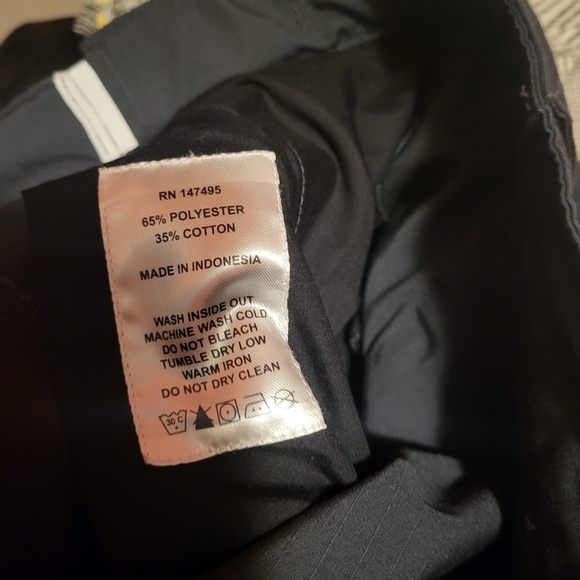 RN 147495
65% POLYESTER
35% COTTON
MADE IN INDONESIA
WASH INSIDE OUT
MACHINE WASH COLD
DO NOT BLEACH
TUMBLE DRY LOW
WARM IRON
DO NOT DRY CLEAN
30 C